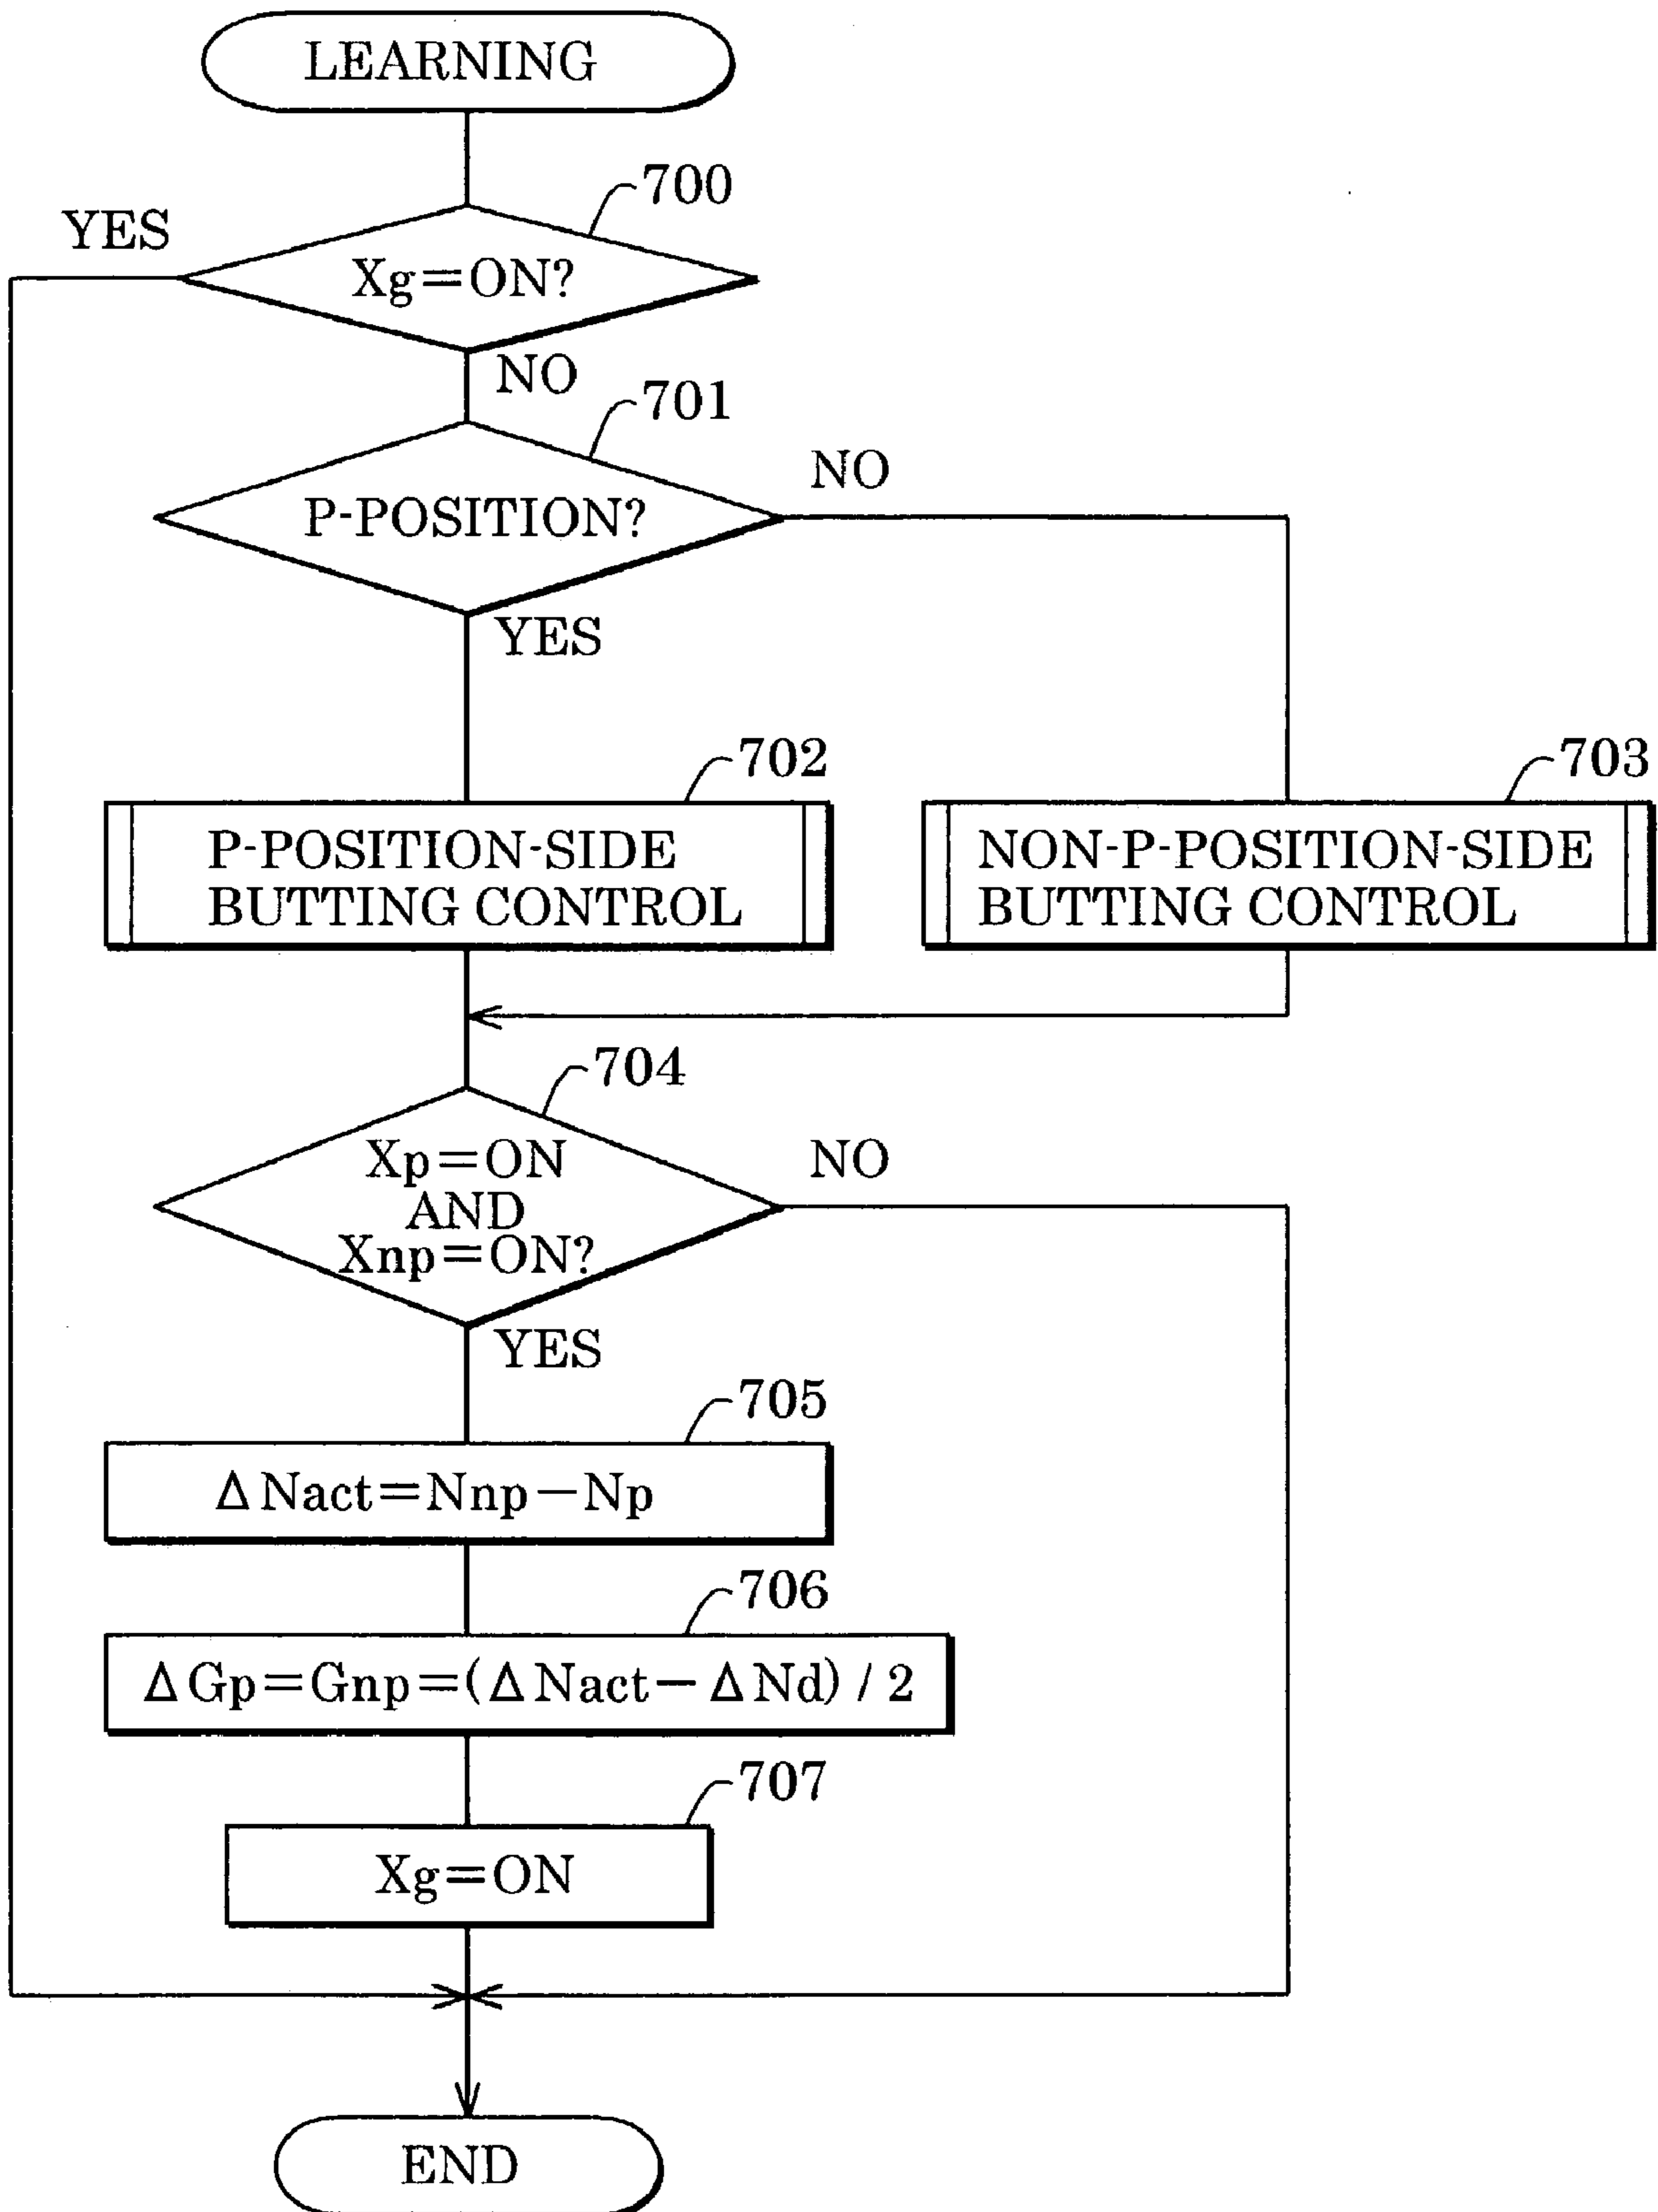 LEARNING
700
YES
Xg=ON?
NO
701
NO
P-POSITION?
YES
702
P-POSITION-SIDE
BUTTING CONTROL
703
NON-P-POSITION-SIDE
BUTTING CONTROL
704
Xp=ON
AND
Xnp=ON?
NO
YES
705
ΔNact=Nnp−Np
706
ΔGp=Gnp=(ΔNact−ΔNd)/2
707
Xg=ON
END